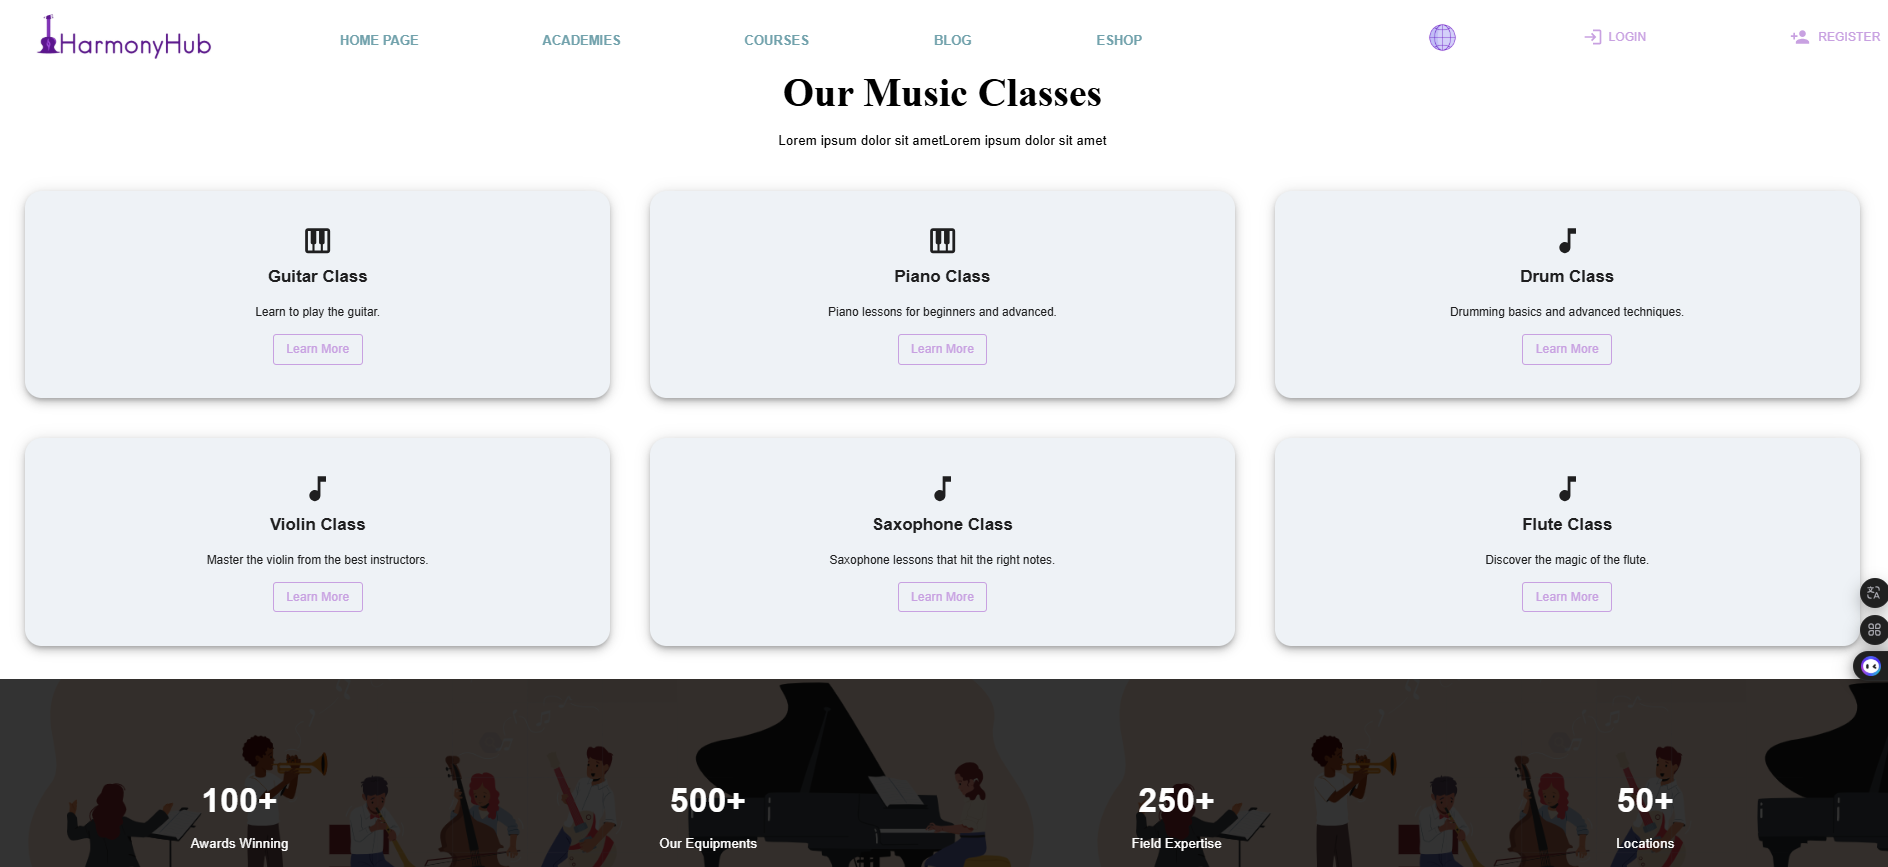 HarmonyHub
HOME PAGE
ACADEMIES
COURSES
BLOG
ESHOP
LOGIN
REGISTER
Our Music Classes
Lorem ipsum dolor sit ametLorem ipsum dolor sit amet
Guitar Class
Learn to play the guitar.
Learn More
Piano Class
Piano lessons for beginners and advanced.
Learn More
Drum Class
Drumming basics and advanced techniques.
Learn More
Violin Class
Master the violin from the best instructors.
Learn More
Saxophone Class
Saxophone lessons that hit the right notes.
Learn More
Flute Class
Discover the magic of the flute.
Learn More
100+
Awards Winning
500+
Our Equipments
250+
Field Expertise
50+
Locations